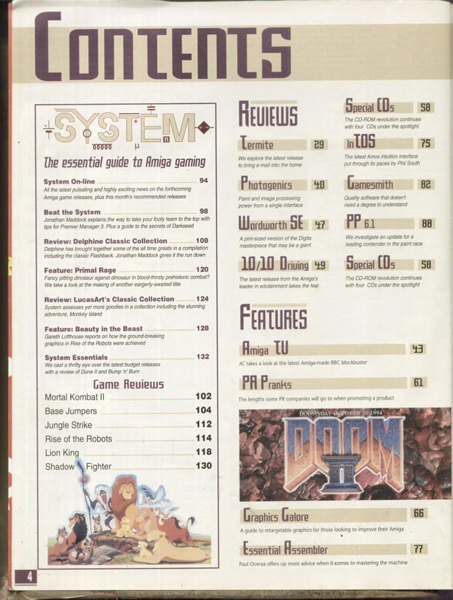 CONTENTS
SYSTEM
The essential guide to Amiga gaming
System On-line 94
All the latest pulsating and highly exciting news on the forthcoming
Amiga game releases, plus this month's recommended releases
Beat the System 98
Jonathan Maddock explains the way to take your footy team to the top with
tips for Premier Manager 3. Plus a guide to the secrets of Darkseed
Review: Delphine Classic Collection 108
Delphine has brought together some of the all time greats in a compilation
including the classic Flashback. Jonathan Maddock gives it the run down
Feature: Primal Rage 120
Fancy pitting dinosaur against dinosaur in blood-thirsty prehistoric combat?
We take a look at the making of another eargerly-awaited title
Review: LucasArt's Classic Collection 124
System assesses yet more goodies in a collection including the stunning
adventure, Monkey Island
Feature: Beauty in the Beast 128
Gareth Lofthouse reports on how the ground-breaking
graphics in Rise of the Robots were achieved
System Essentials 132
We cast a thrifty eye over the latest budget releases
with a review of Dune II and Bump 'n' Burn
Game Reviews
Mortal Kombat II 102
Base Jumpers 104
Jungle Strike 112
Rise of the Robots 114
Lion King 118
Shadow Fighter 130
4
REVIEWS
Termite 29
We explore the latest release
to bring e-mail into the home
Photogenics 40
Paint and image processing
power from a single interface
Wordworth SE 47
A pint-sized version of the Digita
masterpiece that may be a giant
10/10 Driving 49
The latest release from the Amiga's
leader in edutainment takes the test
Special CDs 58
The CD-ROM revolution continues
with four CDs under the spotlight
InTOS 75
The latest Amos intuition interface
put through its paces by Phil South
Gamesmith 82
Quality software that doesn't
need a degree to understand
PP 6.1 88
We investigate an update for a
leading contender in the paint race
Special CDs 58
The CD-ROM revolution continues
with four CDs under the spotlight
FEATURES
Amiga TV 43
AC takes a look at the latest Amiga-made BBC blockbuster
PR Pranks 61
The lengths some PR companies will go to when promoting a product
DOOMSDAY OCTOBER 10 1994
DOOM
II
Graphics Galore 66
A guide to retargetable graphics for those looking to improve their Amiga
Essential Assembler 77
Paul Overaa offers up more advice when it comes to mastering the machine